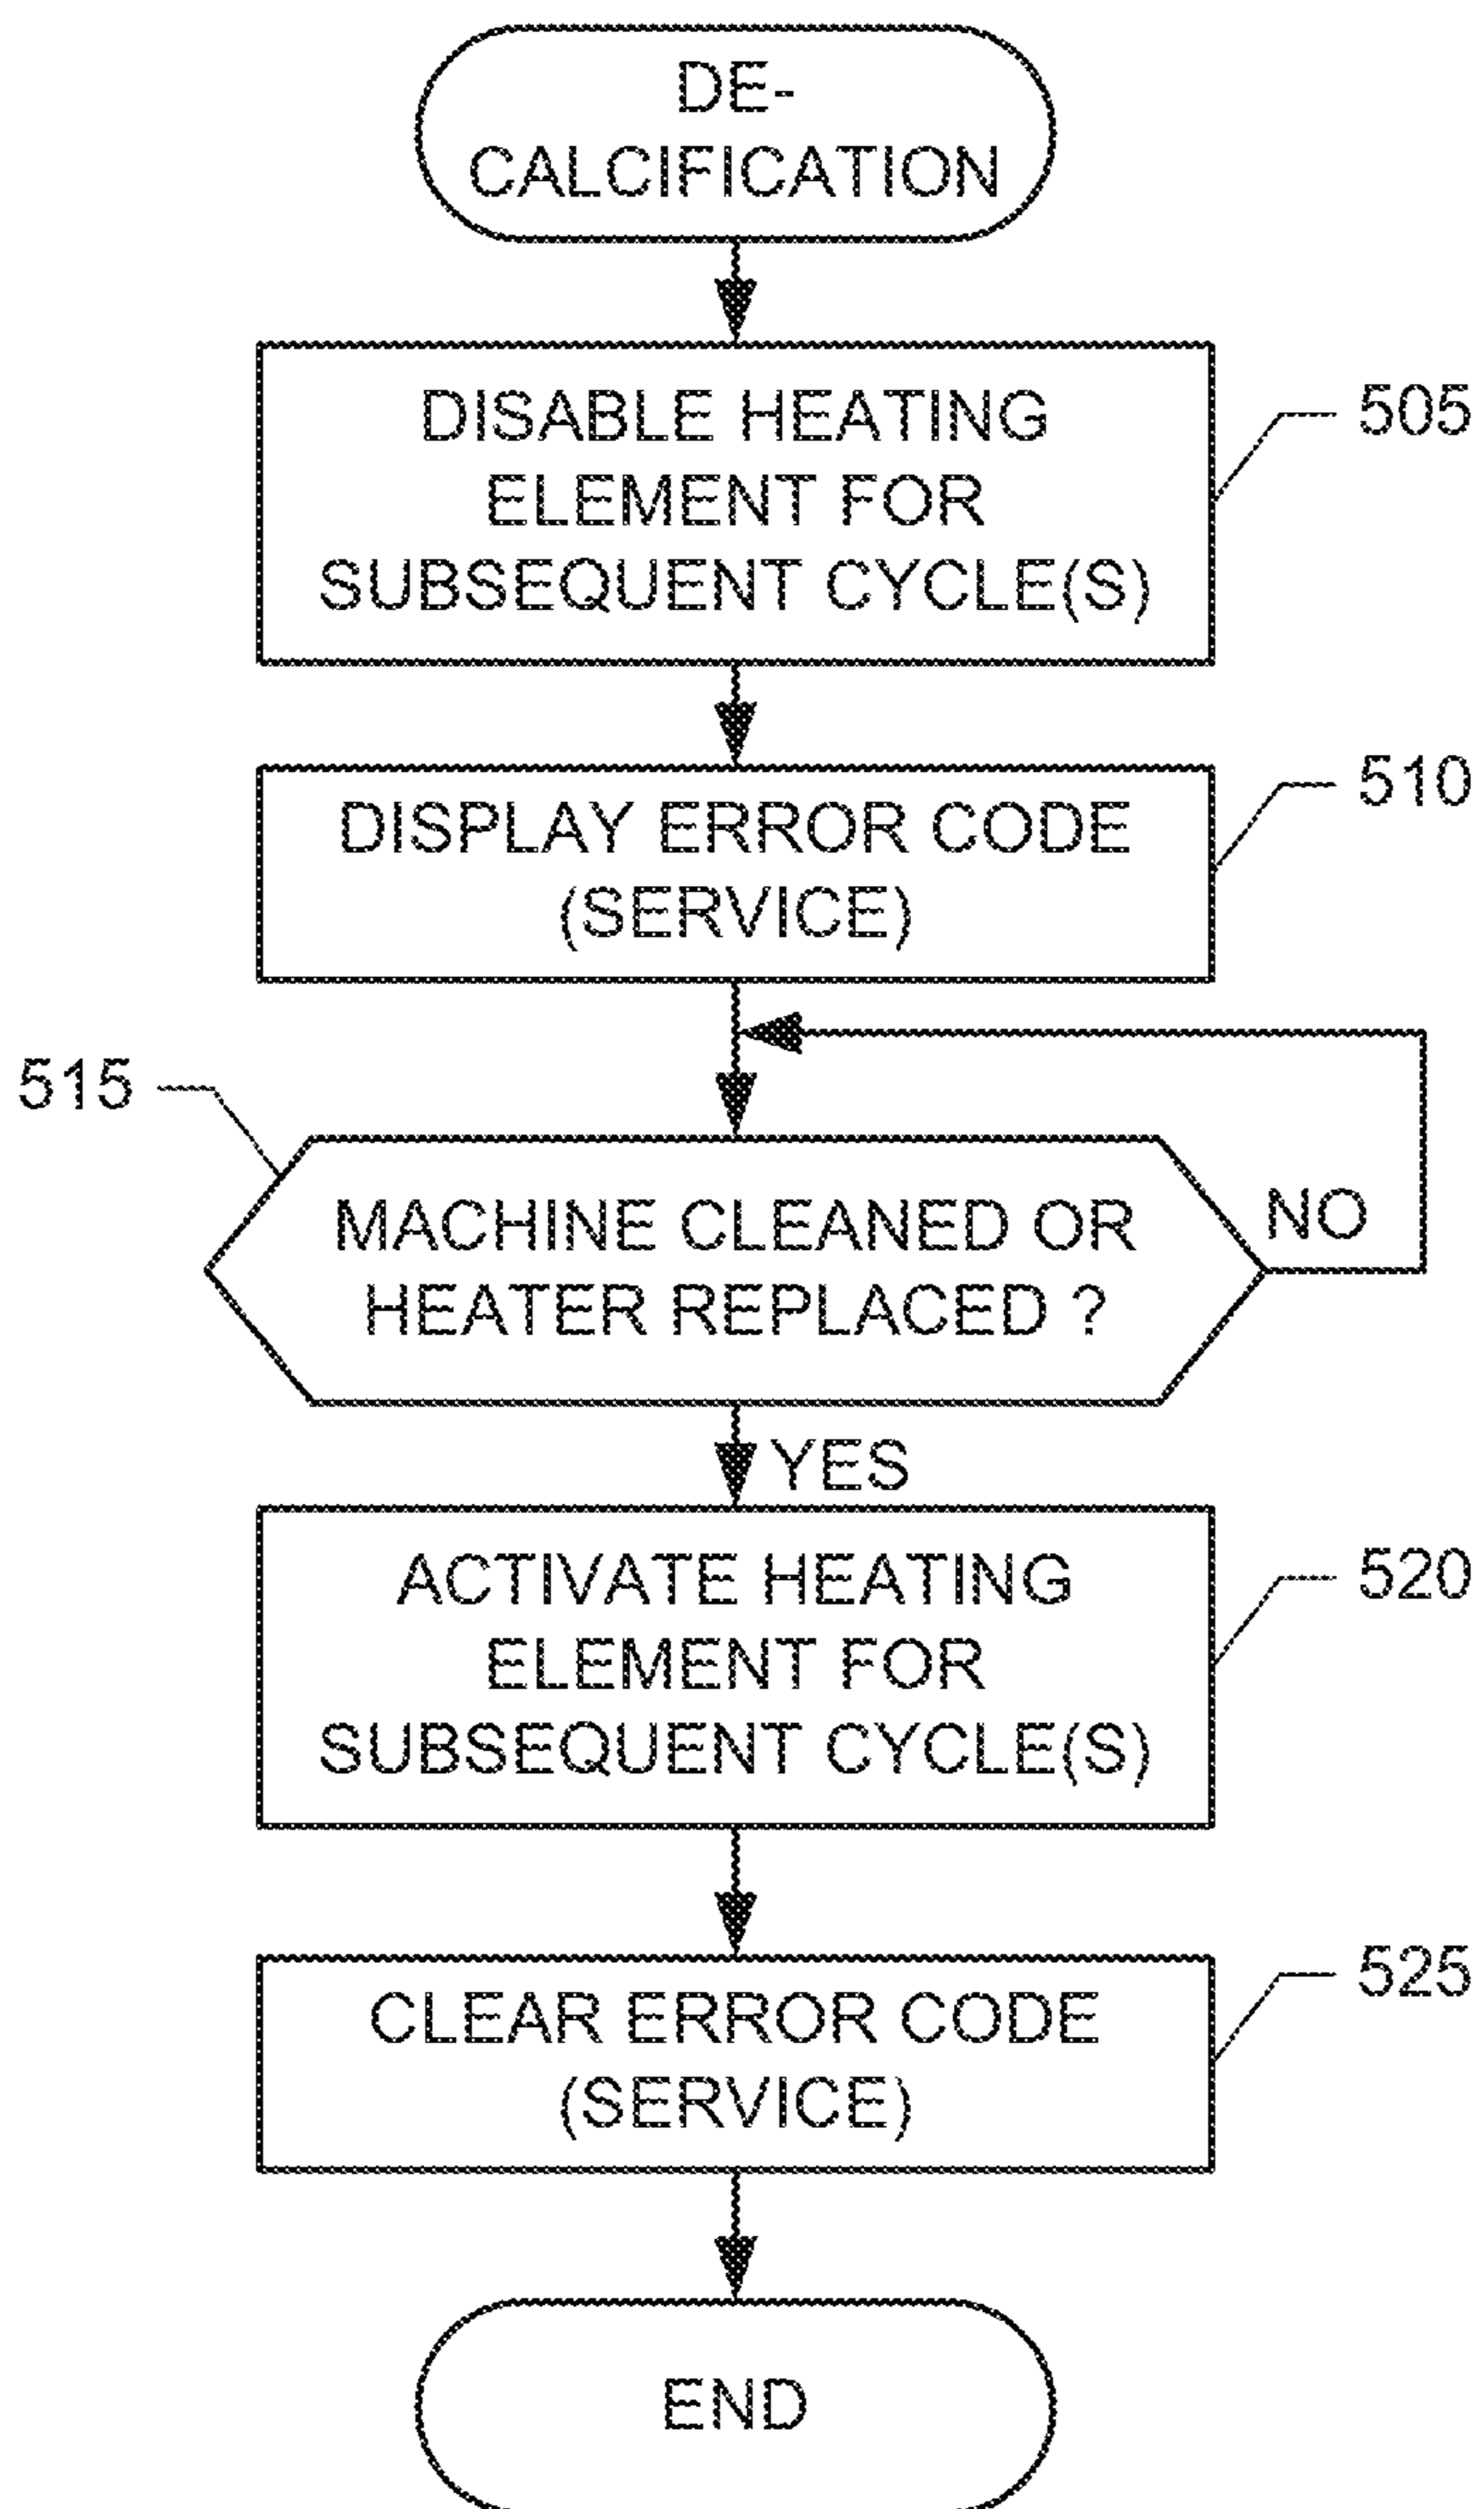 DE-
CALCIFICATION
DISABLE HEATING
ELEMENT FOR
SUBSEQUENT CYCLE(S)
505
DISPLAY ERROR CODE
(SERVICE)
510
515
MACHINE CLEANED OR
HEATER REPLACED ?
NO
YES
ACTIVATE HEATING
ELEMENT FOR
SUBSEQUENT CYCLE(S)
520
CLEAR ERROR CODE
(SERVICE)
525
END